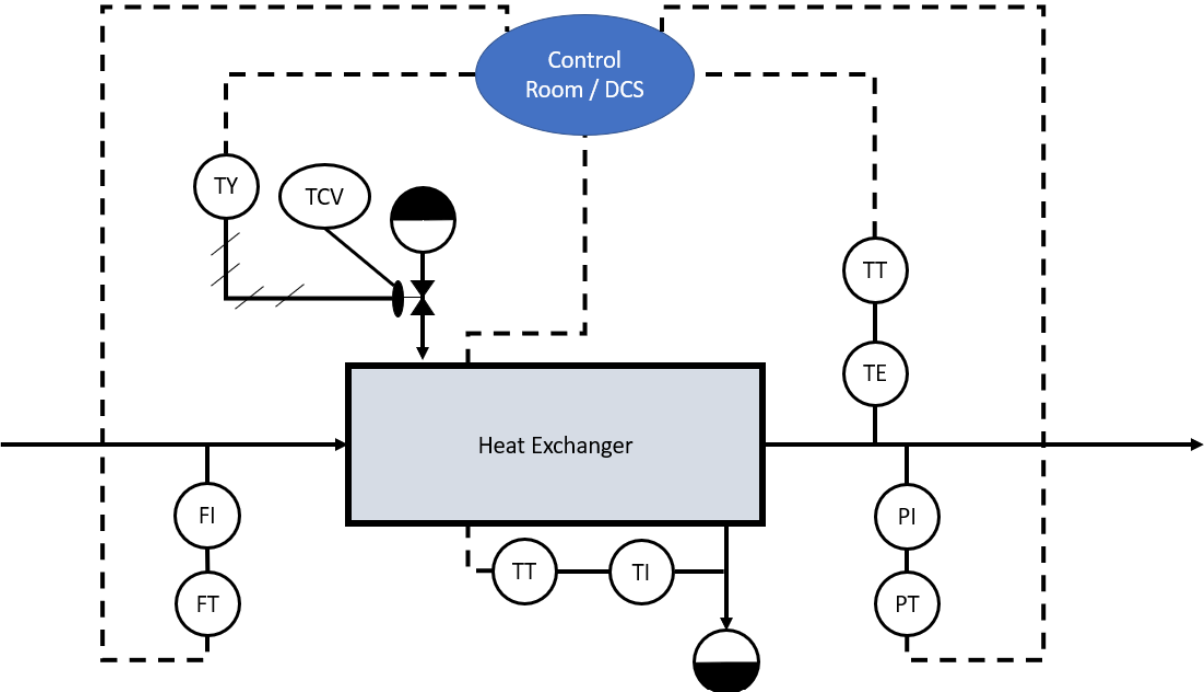 Control
Room / DCS
TY
TCV
TT
TE
Heat Exchanger
FI
PI
TT
TI
FT
PT